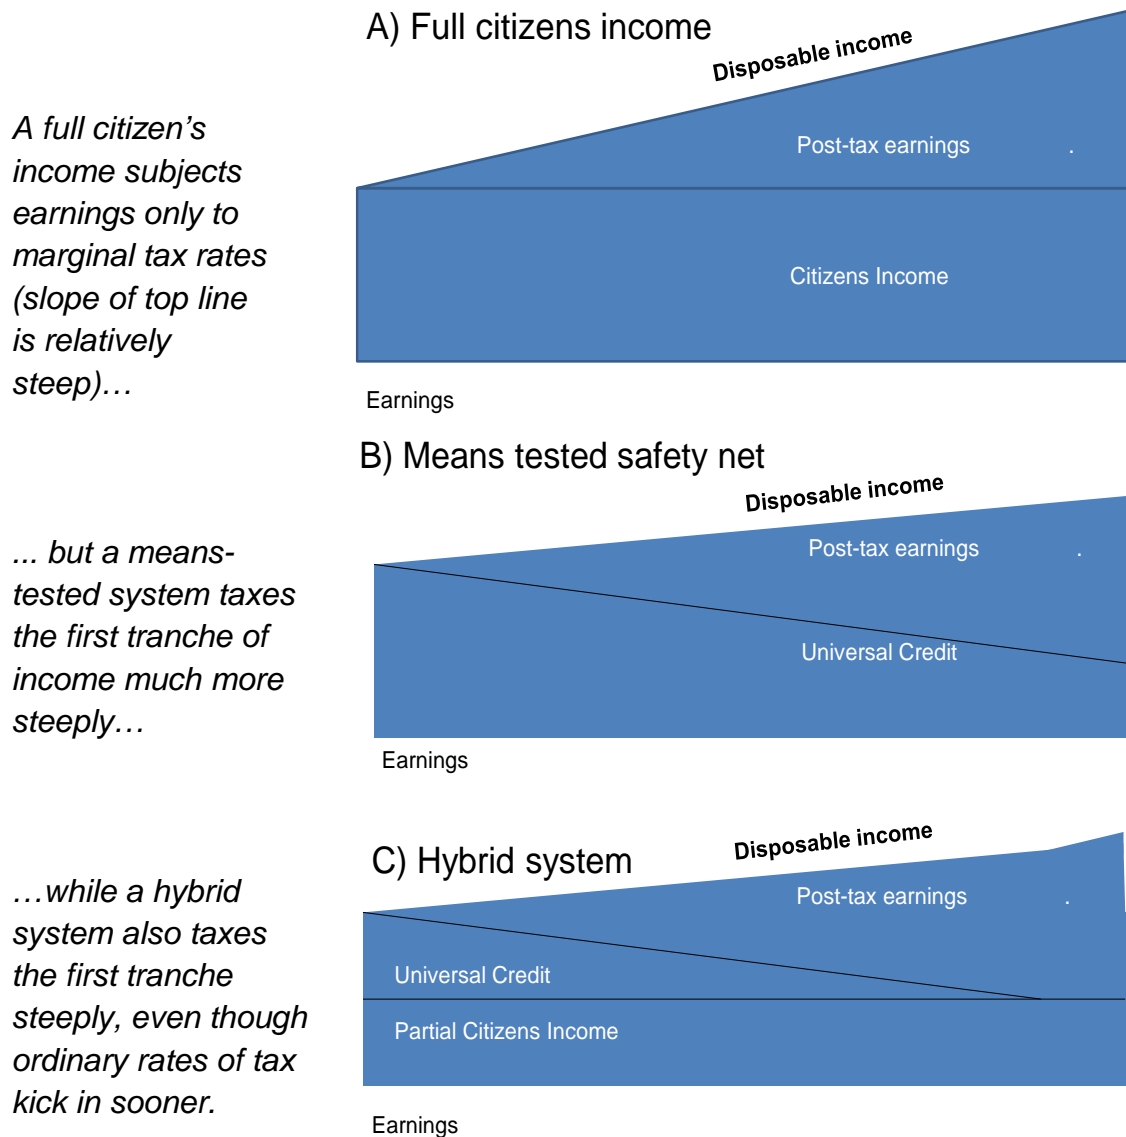 A) Full citizens income
Disposable income
A full citizen’s
income subjects
earnings only to
marginal tax rates
(slope of top line
is relatively
steep)…
Post-tax earnings .
Citizens Income
Earnings
B) Means tested safety net
Disposable income
... but a means-
tested system taxes
the first tranche of
income much more
steeply…
Post-tax earnings .
Universal Credit
Earnings
C) Hybrid system
Disposable income
…while a hybrid
system also taxes
the first tranche
steeply, even though
ordinary rates of tax
kick in sooner.
Post-tax earnings .
Universal Credit
Partial Citizens Income
Earnings